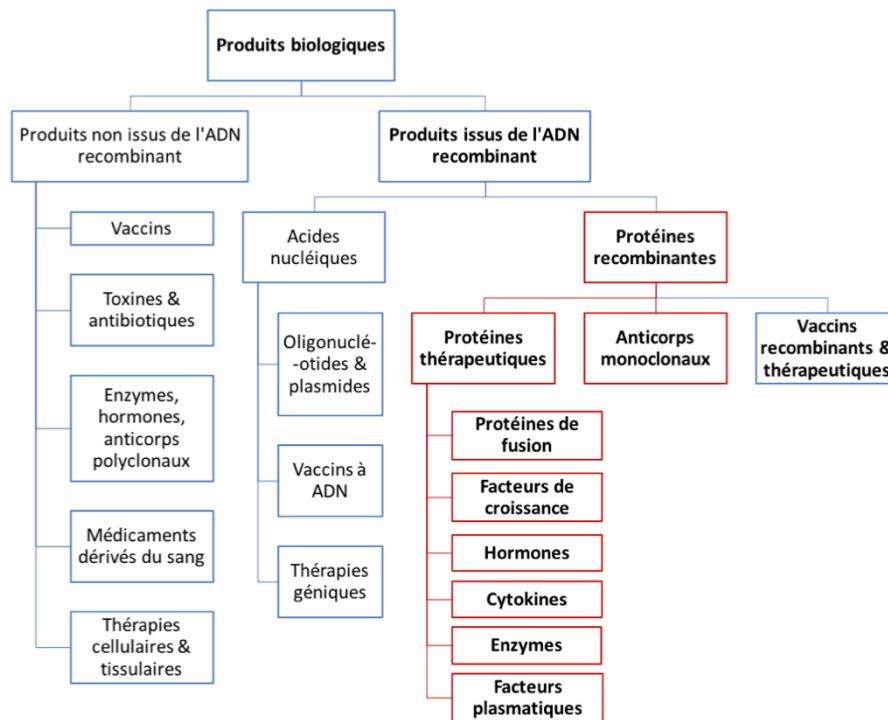 Produits biologiques
Produits non issus de l'ADN
recombinant
Produits issus de l'ADN
recombinant
Vaccins
Toxines &
antibiotiques
Enzymes,
hormones,
anticorps
polyclonaux
Médicaments
dérivés du sang
Thérapies
cellulaires &
tissulaires
Acides
nucléiques
Oligonuclé-
-otides &
plasmides
Vaccins à
ADN
Thérapies
géniques
Protéines
recombinantes
Protéines
thérapeutiques
Anticorps
monoclonaux
Vaccins
recombinants &
thérapeutiques
Protéines de
fusion
Facteurs de
croissance
Hormones
Cytokines
Enzymes
Facteurs
plasmatiques